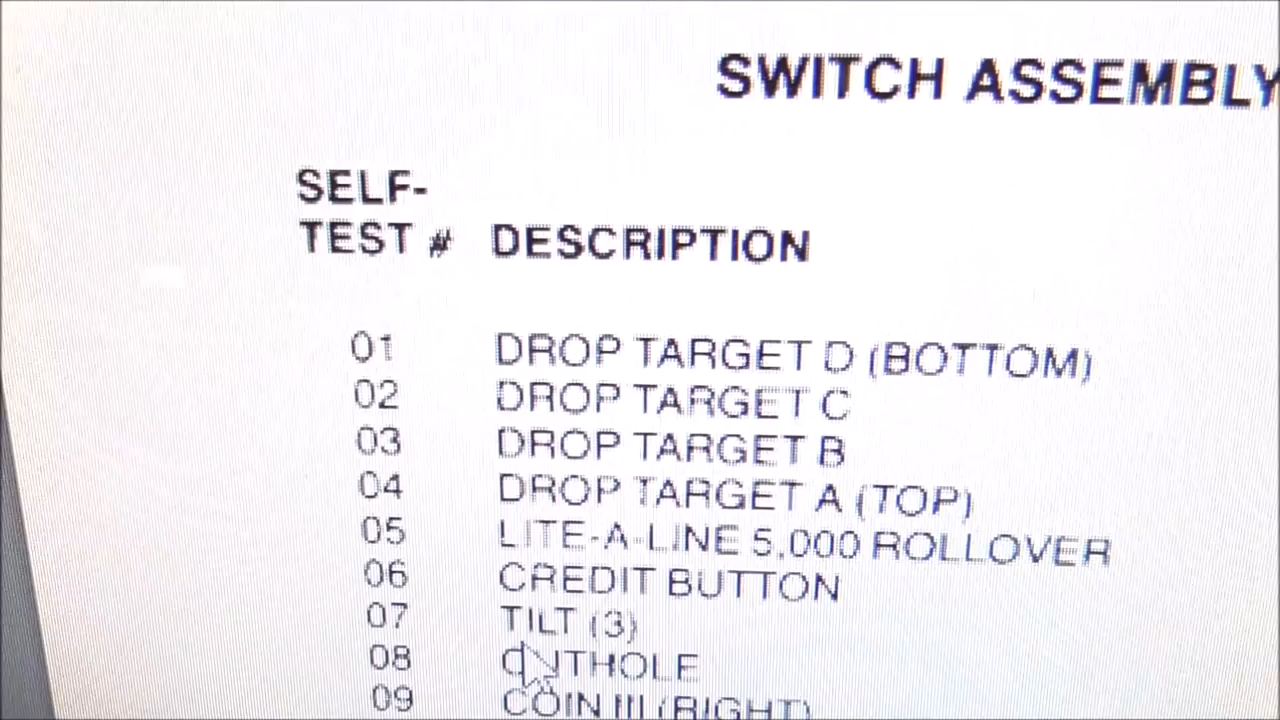 SWITCH ASSEMBLY
SELF-
TEST # DESCRIPTION
01 DROP TARGET D (BOTTOM)
02 DROP TARGET C
03 DROP TARGET B
04 DROP TARGET A (TOP)
05 LITE-A-LINE 5,000 ROLLOVER
06 CREDIT BUTTON
07 TILT (3)
08 OUTHOLE
09 COIN III (RIGHT)